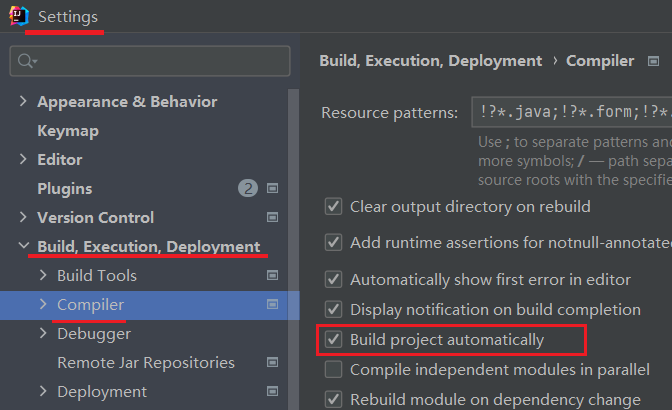 Settings
Appearance & Behavior
Keymap
Editor
Plugins 2
Version Control
Build, Execution, Deployment
Build Tools
Compiler
Debugger
Remote Jar Repositories
Deployment
Build, Execution, Deployment › Compiler
Resource patterns: !?*.java;!?*.form;!?*.
Use ; to separate patterns and
more symbols; / — path sepa
source roots with the specifie
Clear output directory on rebuild
Add runtime assertions for notnull-annotated
Automatically show first error in editor
Display notification on build completion
Build project automatically
Compile independent modules in parallel
Rebuild module on dependency change